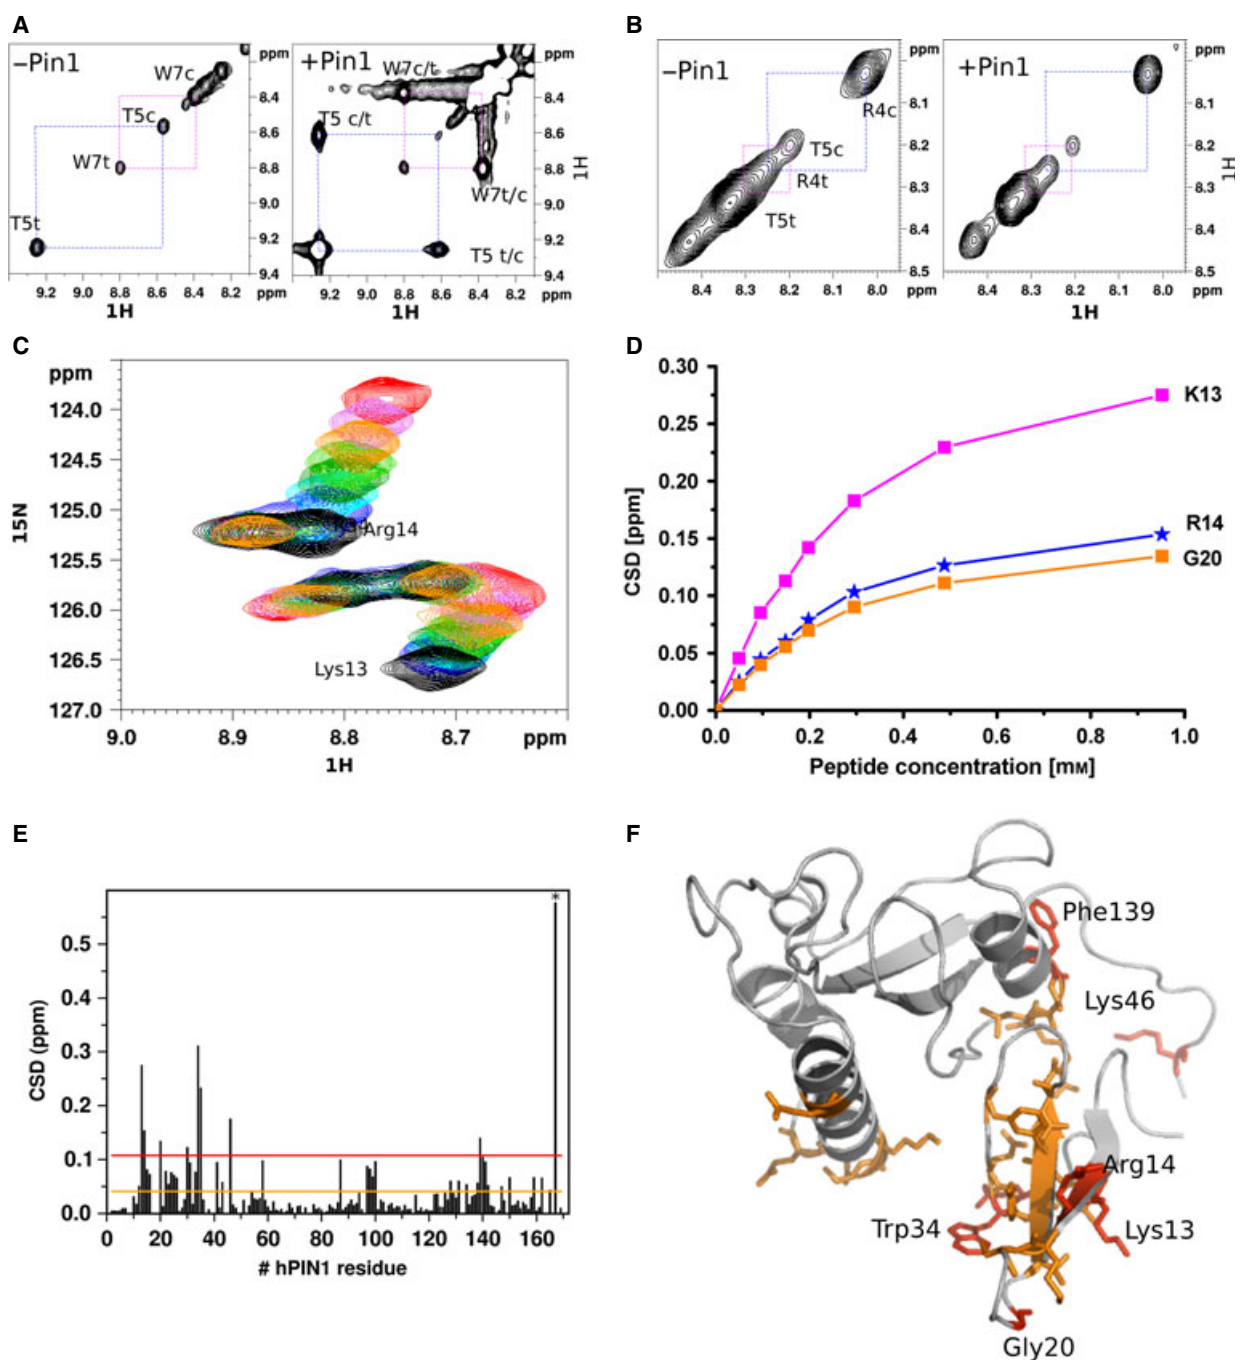 A
−Pin1
W7c
T5c
W7t
T5t
ppm
8.4
8.6
8.8
9.0
9.2
9.4
9.2 9.0 8.8 8.6 8.4 8.2 ppm
1H
+Pin1
W7c/t
T5 c/t
W7t/c
T5 t/c
ppm
8.4
8.6
8.8
9.0
9.2
9.4
1H
9.2 9.0 8.8 8.6 8.4 8.2 ppm
1H
B
−Pin1
R4c
T5c
R4t
T5t
ppm
8.1
8.2
8.3
8.4
8.5
8.4 8.3 8.2 8.1 8.0 ppm
+Pin1
ppm
8.1
8.2
8.3
8.4
8.5
1H
8.4 8.3 8.2 8.1 8.0 ppm
1H
C
ppm
124.0
124.5
125.0
125.5
126.0
126.5
127.0
15N
Arg14
Lys13
9.0 8.9 8.8 8.7 ppm
1H
D
0.30
0.25
0.20
0.15
0.10
0.05
0.00
CSD [ppm]
K13
R14
G20
0.0 0.2 0.4 0.6 0.8 1.0
Peptide concentration [mM]
E
*
0.5
0.4
0.3
0.2
0.1
0.0
CSD (ppm)
0 20 40 60 80 100 120 140 160
# hPIN1 residue
F
Phe139
Lys46
Arg14
Trp34
Lys13
Gly20